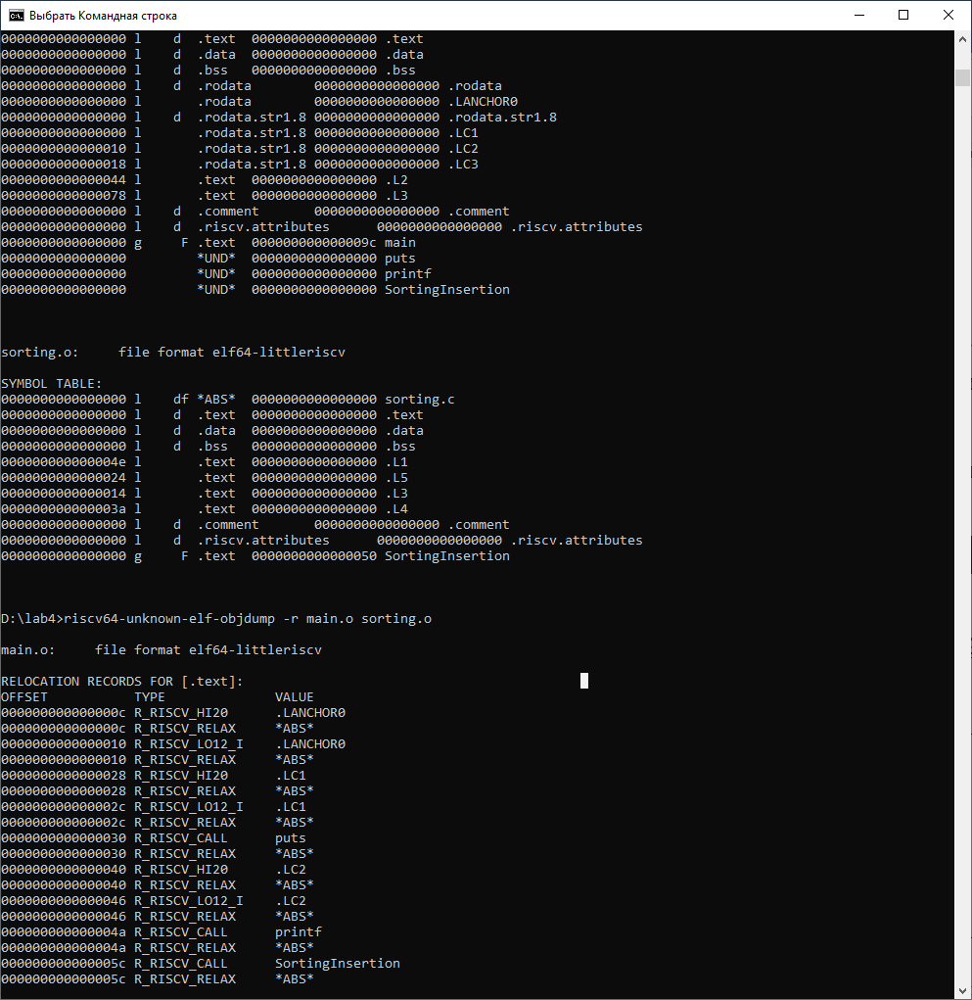 Выбрать Командная строка
0000000000000000 l    d  .text  0000000000000000 .text
0000000000000000 l    d  .data  0000000000000000 .data
0000000000000000 l    d  .bss   0000000000000000 .bss
0000000000000000 l    d  .rodata        0000000000000000 .rodata
0000000000000000 l       .rodata        0000000000000000 .LANCHOR0
0000000000000000 l    d  .rodata.str1.8 0000000000000000 .rodata.str1.8
0000000000000000 l       .rodata.str1.8 0000000000000000 .LC1
0000000000000010 l       .rodata.str1.8 0000000000000000 .LC2
0000000000000018 l       .rodata.str1.8 0000000000000000 .LC3
0000000000000044 l       .text  0000000000000000 .L2
0000000000000078 l       .text  0000000000000000 .L3
0000000000000000 l    d  .comment       0000000000000000 .comment
0000000000000000 l    d  .riscv.attributes      0000000000000000 .riscv.attributes
0000000000000000 g     F .text  000000000000009c main
0000000000000000         *UND*  0000000000000000 puts
0000000000000000         *UND*  0000000000000000 printf
0000000000000000         *UND*  0000000000000000 SortingInsertion
sorting.o:     file format elf64-littleriscv
SYMBOL TABLE:
0000000000000000 l    df *ABS*  0000000000000000 sorting.c
0000000000000000 l    d  .text  0000000000000000 .text
0000000000000000 l    d  .data  0000000000000000 .data
0000000000000000 l    d  .bss   0000000000000000 .bss
000000000000004e l       .text  0000000000000000 .L1
0000000000000024 l       .text  0000000000000000 .L5
0000000000000014 l       .text  0000000000000000 .L3
000000000000003a l       .text  0000000000000000 .L4
0000000000000000 l    d  .comment       0000000000000000 .comment
0000000000000000 l    d  .riscv.attributes      0000000000000000 .riscv.attributes
0000000000000000 g     F .text  0000000000000050 SortingInsertion
D:\lab4>riscv64-unknown-elf-objdump -r main.o sorting.o
main.o:     file format elf64-littleriscv
RELOCATION RECORDS FOR [.text]:
OFFSET           TYPE              VALUE
000000000000000c R_RISCV_HI20      .LANCHOR0
000000000000000c R_RISCV_RELAX     *ABS*
0000000000000010 R_RISCV_LO12_I    .LANCHOR0
0000000000000010 R_RISCV_RELAX     *ABS*
0000000000000028 R_RISCV_HI20      .LC1
0000000000000028 R_RISCV_RELAX     *ABS*
000000000000002c R_RISCV_LO12_I    .LC1
000000000000002c R_RISCV_RELAX     *ABS*
0000000000000030 R_RISCV_CALL      puts
0000000000000030 R_RISCV_RELAX     *ABS*
0000000000000040 R_RISCV_HI20      .LC2
0000000000000040 R_RISCV_RELAX     *ABS*
0000000000000046 R_RISCV_LO12_I    .LC2
0000000000000046 R_RISCV_RELAX     *ABS*
000000000000004a R_RISCV_CALL      printf
000000000000004a R_RISCV_RELAX     *ABS*
000000000000005c R_RISCV_CALL      SortingInsertion
000000000000005c R_RISCV_RELAX     *ABS*